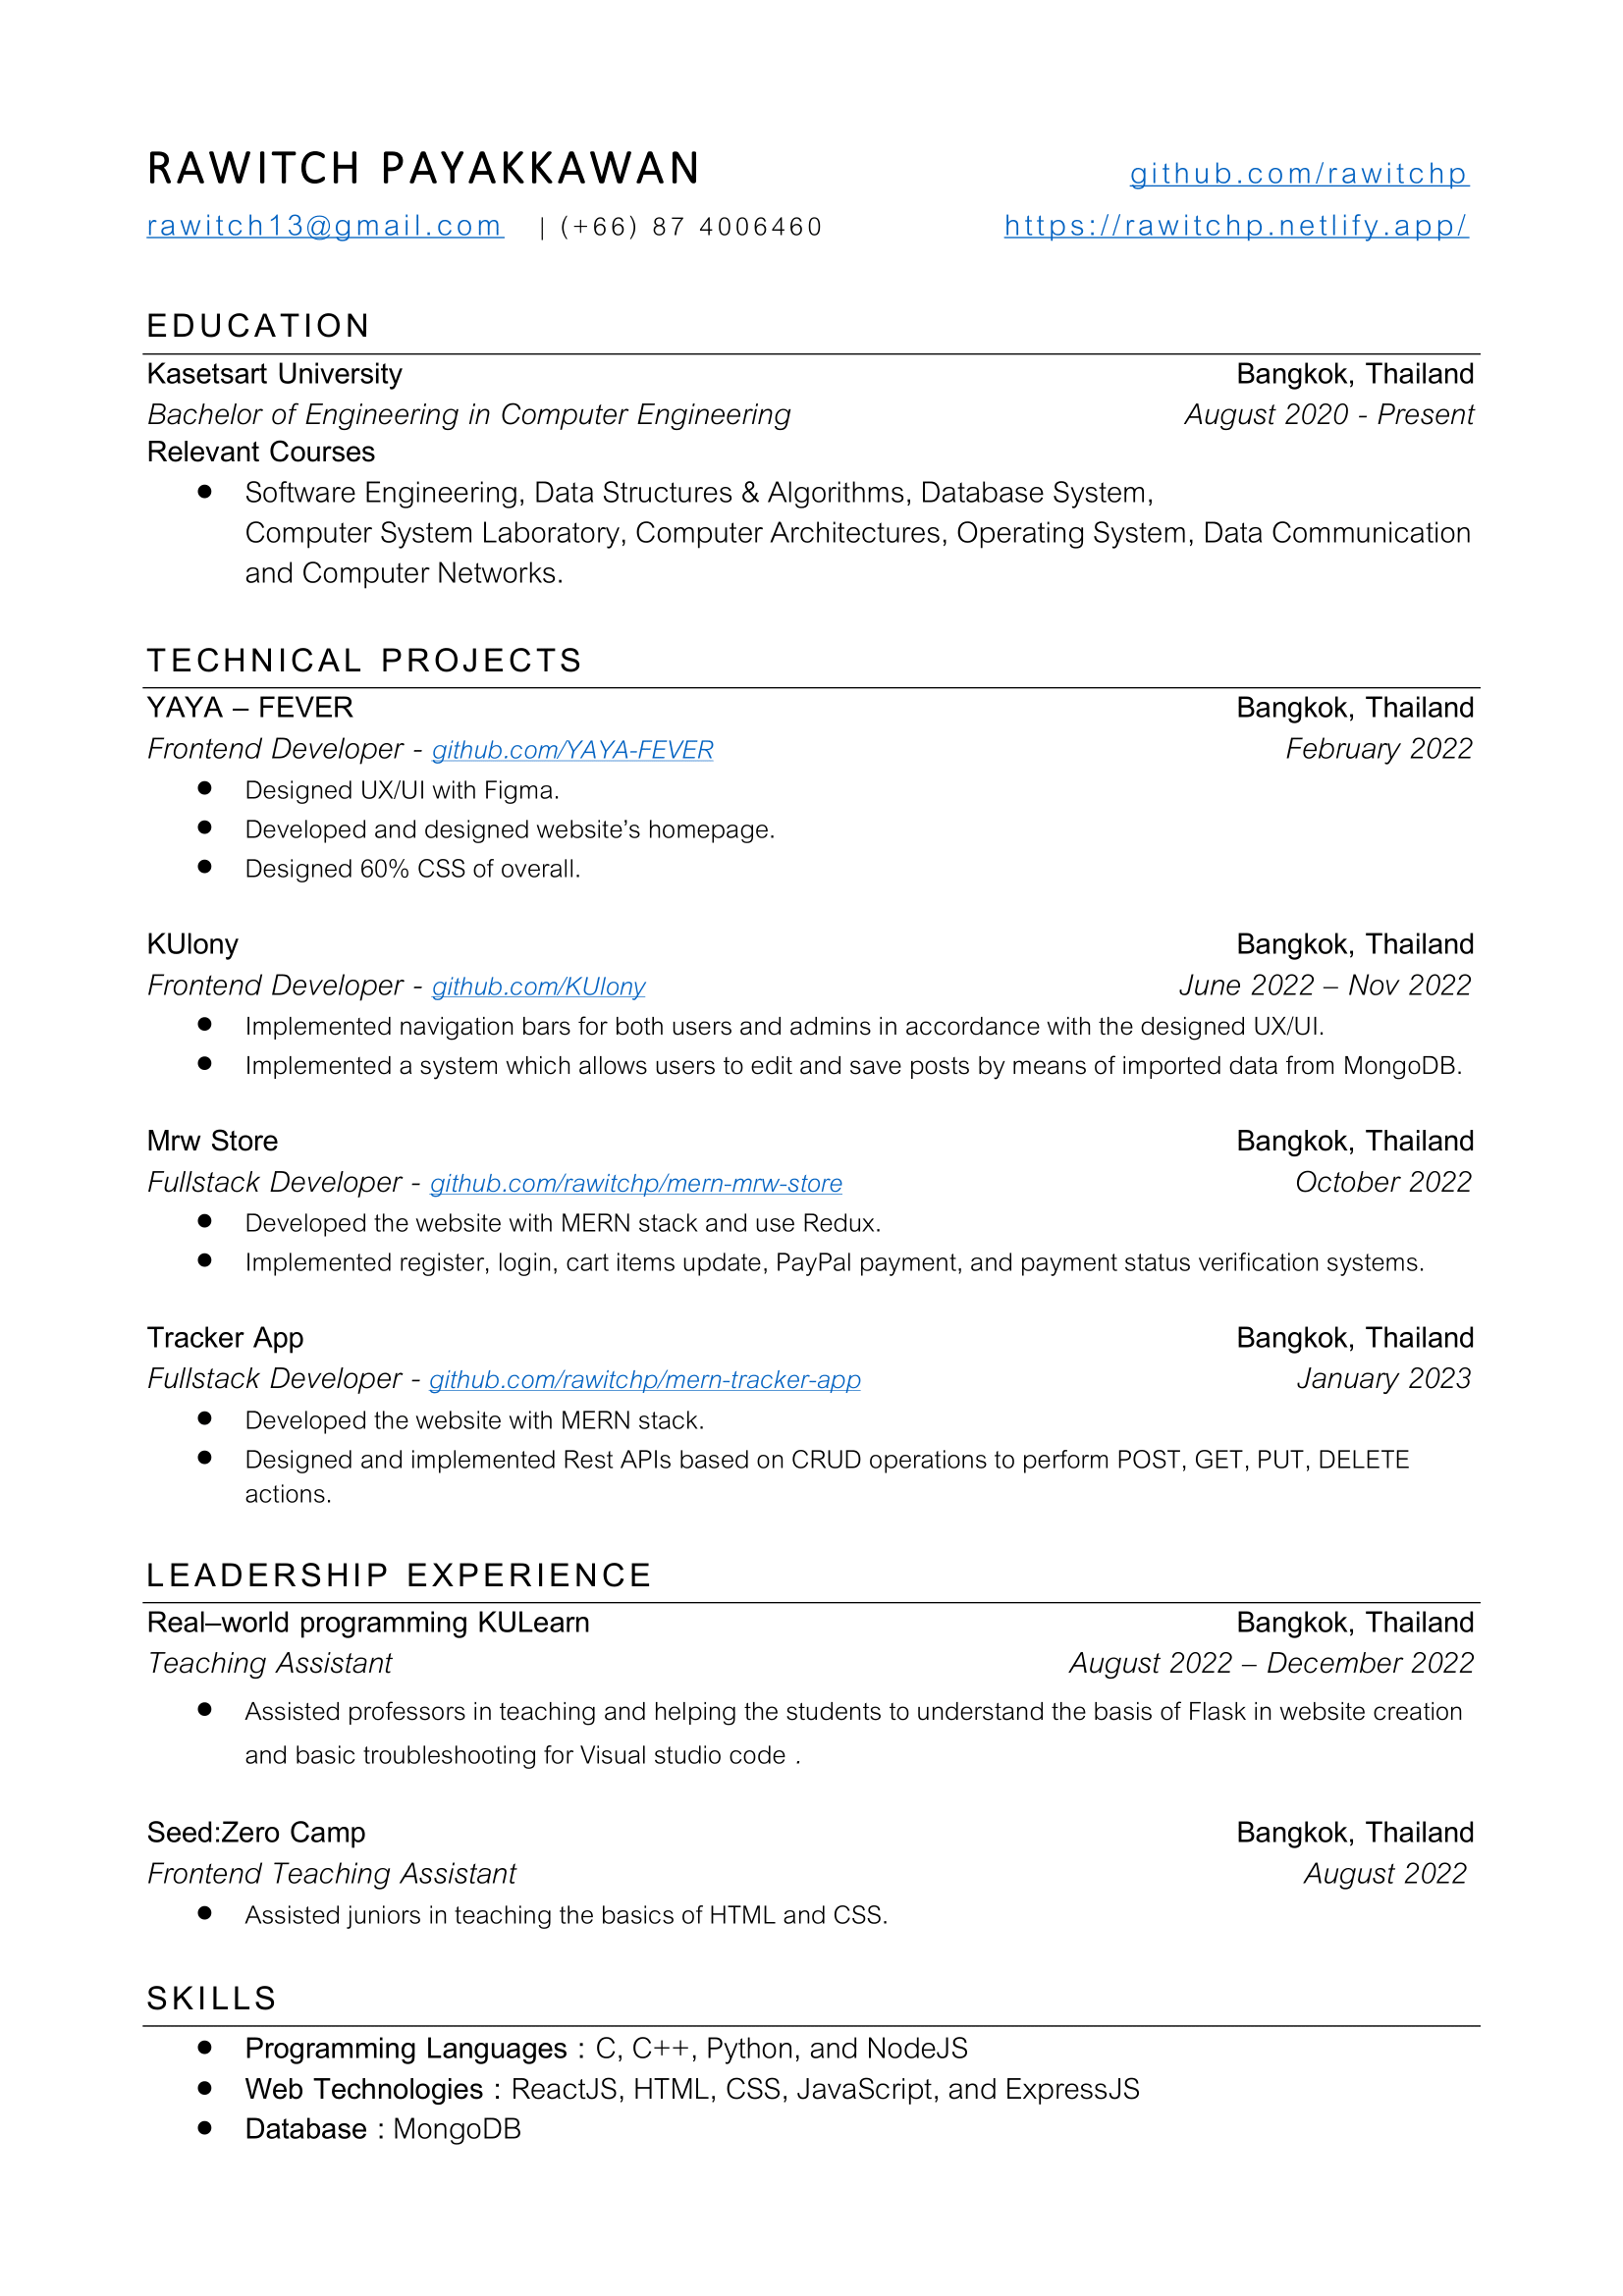 RAWITCH PAYAKKAWAN github.com/rawitchp
rawitch13@gmail.com | (+66) 87 4006460 https://rawitchp.netlify.app/
EDUCATION
Kasetsart University Bangkok, Thailand
Bachelor of Engineering in Computer Engineering August 2020 - Present
Relevant Courses
● Software Engineering, Data Structures & Algorithms, Database System,
Computer System Laboratory, Computer Architectures, Operating System, Data Communication
and Computer Networks.
TECHNICAL PROJECTS
YAYA – FEVER Bangkok, Thailand
Frontend Developer - github.com/YAYA-FEVER February 2022
● Designed UX/UI with Figma.
● Developed and designed website’s homepage.
● Designed 60% CSS of overall.
KUlony Bangkok, Thailand
Frontend Developer - github.com/KUlony June 2022 – Nov 2022
● Implemented navigation bars for both users and admins in accordance with the designed UX/UI.
● Implemented a system which allows users to edit and save posts by means of imported data from MongoDB.
Mrw Store Bangkok, Thailand
Fullstack Developer - github.com/rawitchp/mern-mrw-store October 2022
● Developed the website with MERN stack and use Redux.
● Implemented register, login, cart items update, PayPal payment, and payment status verification systems.
Tracker App Bangkok, Thailand
Fullstack Developer - github.com/rawitchp/mern-tracker-app January 2023
● Developed the website with MERN stack.
● Designed and implemented Rest APIs based on CRUD operations to perform POST, GET, PUT, DELETE
actions.
LEADERSHIP EXPERIENCE
Real–world programming KULearn Bangkok, Thailand
Teaching Assistant August 2022 – December 2022
● Assisted professors in teaching and helping the students to understand the basis of Flask in website creation
and basic troubleshooting for Visual studio code .
Seed:Zero Camp Bangkok, Thailand
Frontend Teaching Assistant August 2022
● Assisted juniors in teaching the basics of HTML and CSS.
SKILLS
● Programming Languages : C, C++, Python, and NodeJS
● Web Technologies : ReactJS, HTML, CSS, JavaScript, and ExpressJS
● Database : MongoDB